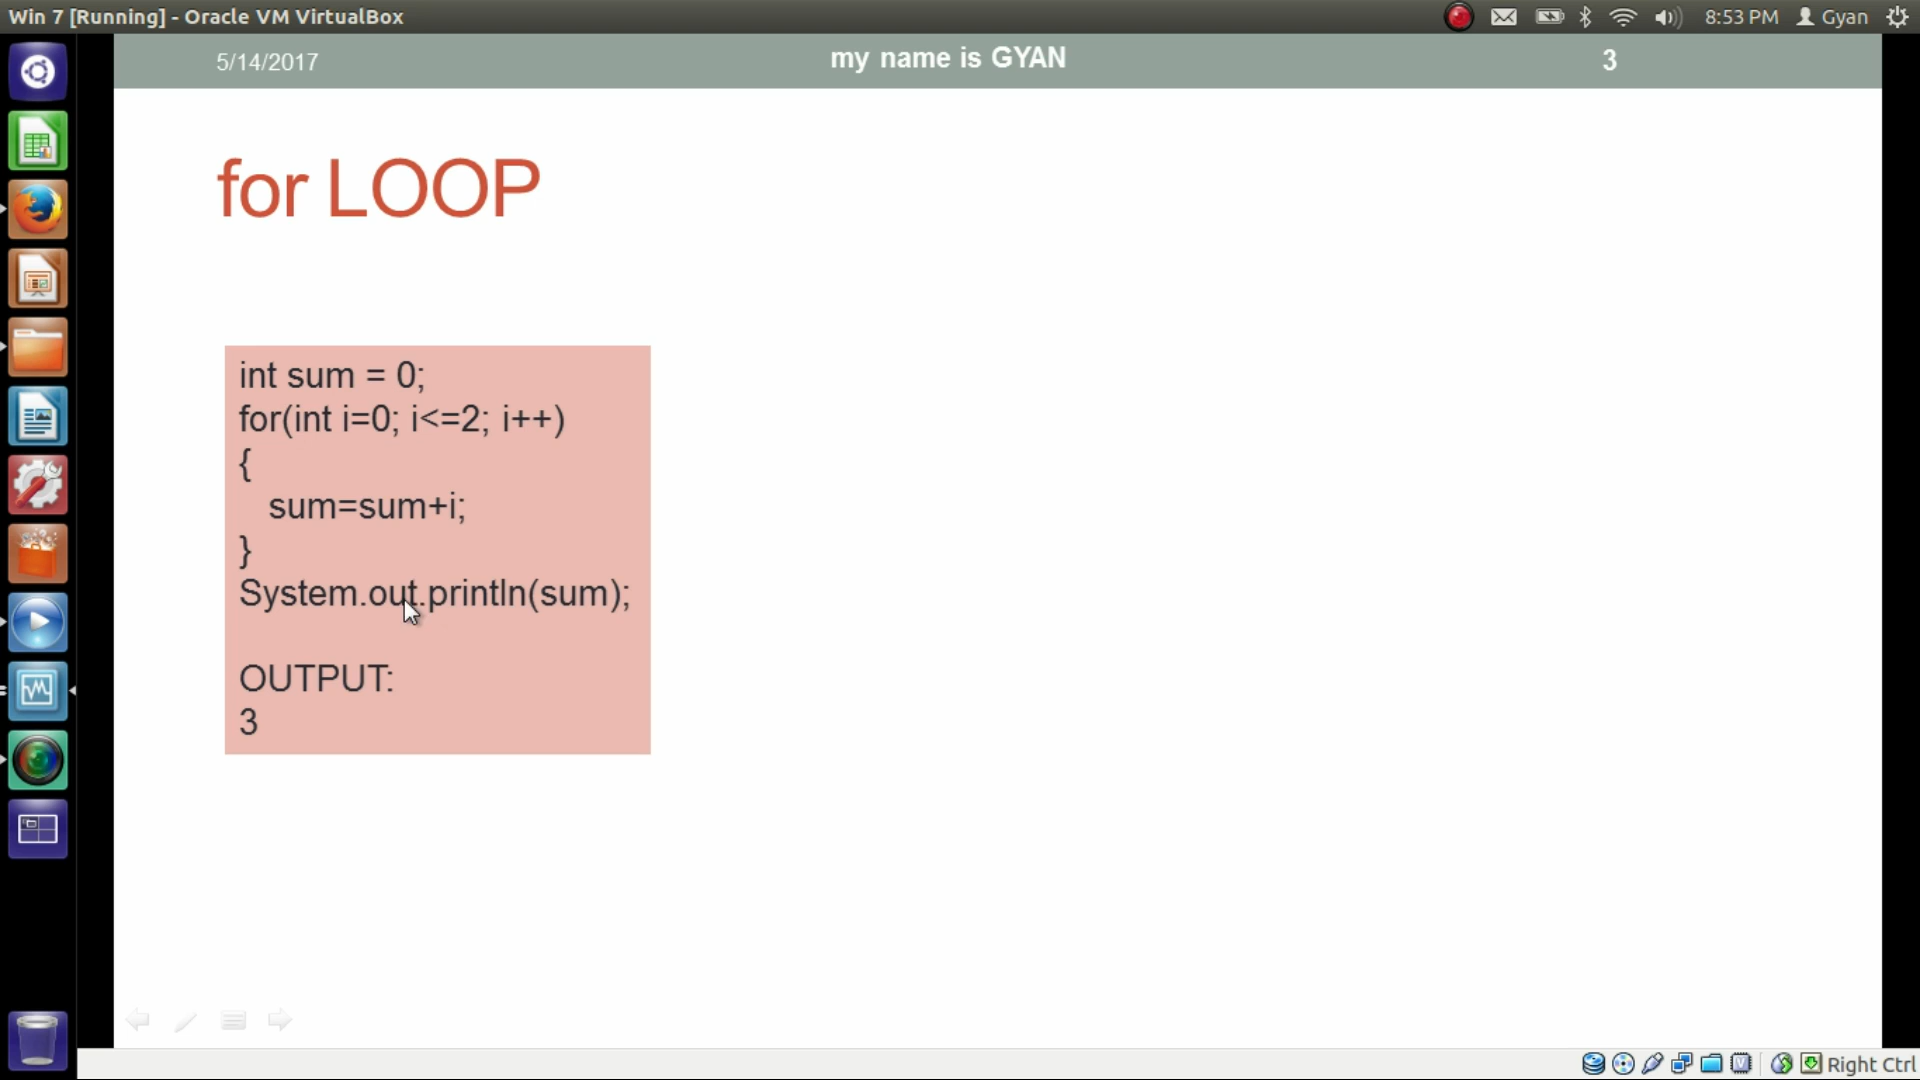 Win 7 [Running] - Oracle VM VirtualBox
8:53 PM
Gyan
5/14/2017
my name is GYAN
3
for LOOP
int sum = 0;
for(int i=0; i<=2; i++)
{
sum=sum+i;
}
System.out.println(sum);
OUTPUT:
3
Right Ctrl